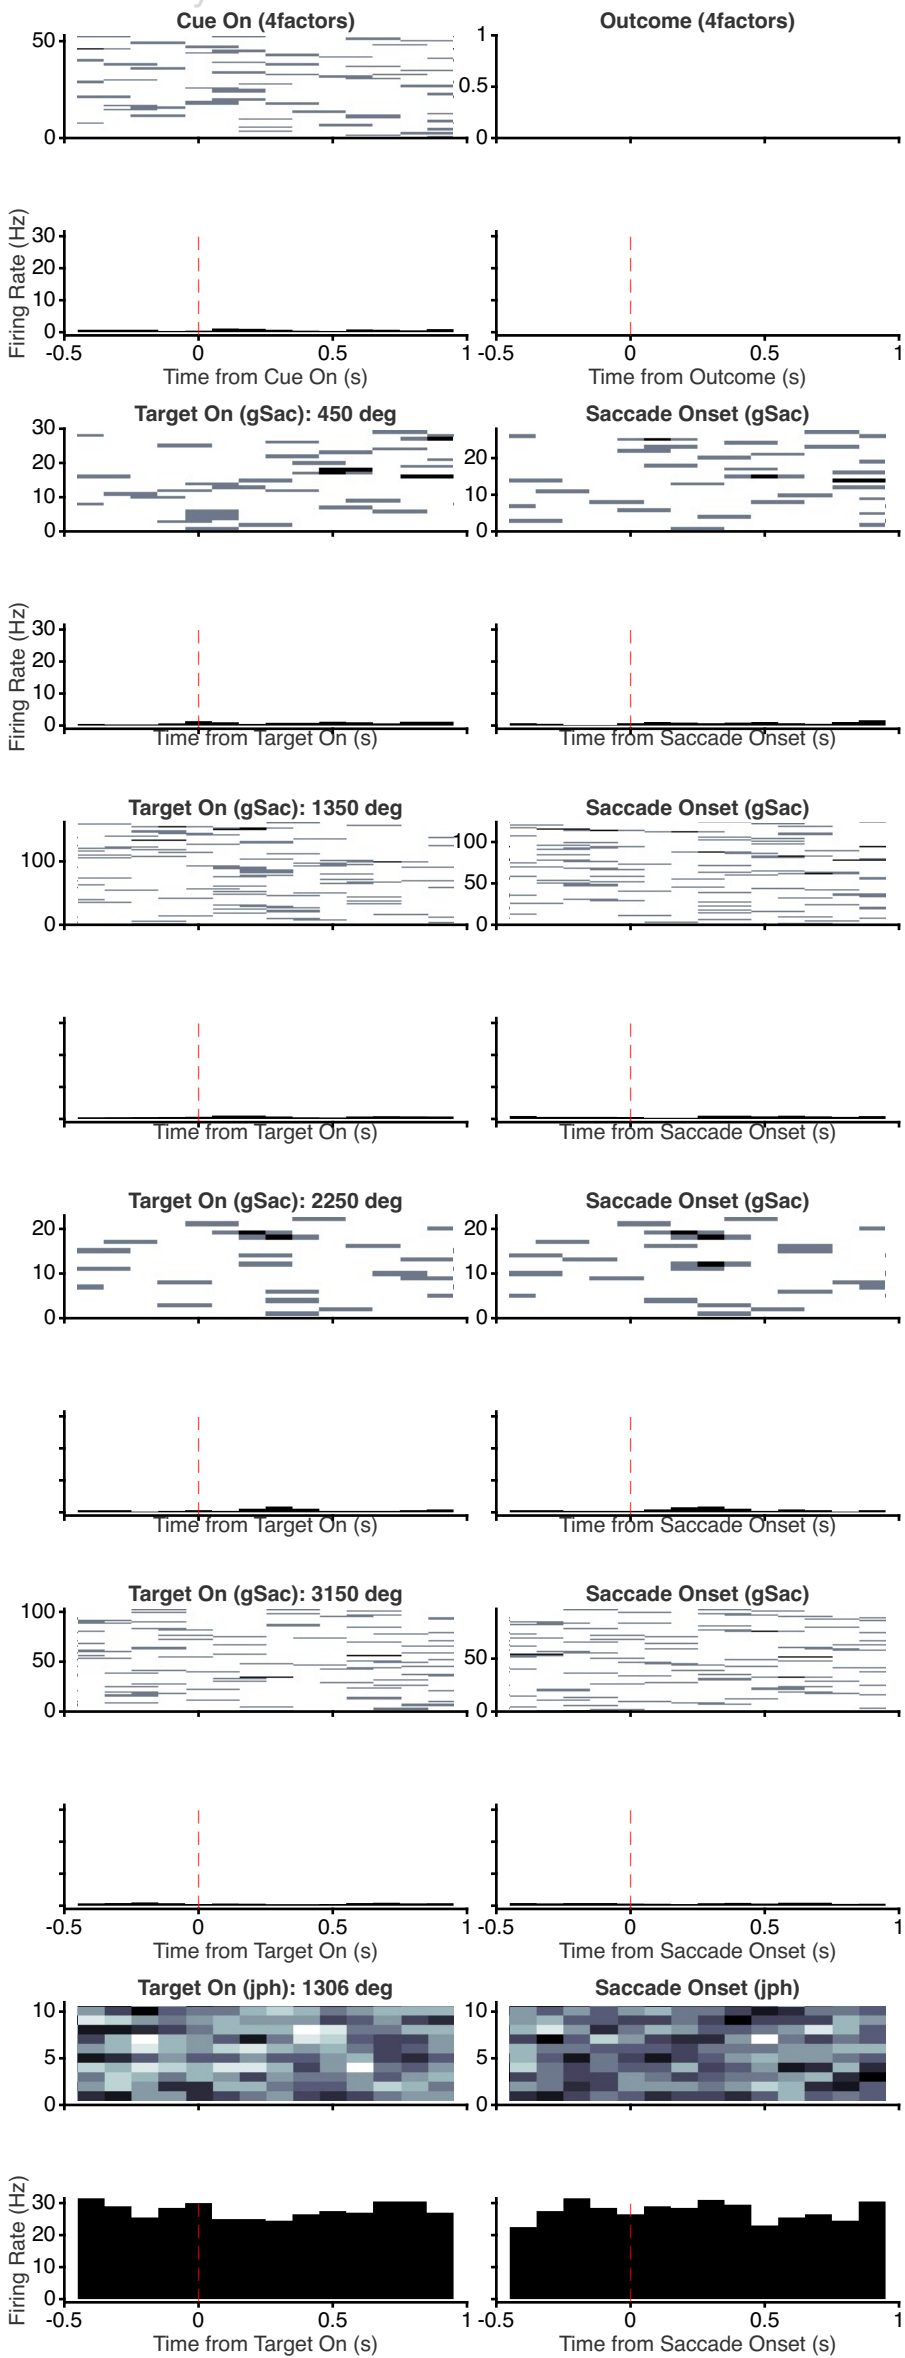 Cue On (4factors)
Outcome (4factors)
50
0
1
0.5
0
Firing Rate (Hz)
30
20
10
0
-0.5
0
0.5
1
-0.5
0
0.5
1
Time from Cue On (s)
Time from Outcome (s)
Target On (gSac): 450 deg
Saccade Onset (gSac)
30
20
10
0
20
10
0
Firing Rate (Hz)
30
20
10
0
Time from Target On (s)
Time from Saccade Onset (s)
Target On (gSac): 1350 deg
Saccade Onset (gSac)
100
0
100
50
0
Time from Target On (s)
Time from Saccade Onset (s)
Target On (gSac): 2250 deg
Saccade Onset (gSac)
20
10
0
20
10
0
Time from Target On (s)
Time from Saccade Onset (s)
Target On (gSac): 3150 deg
Saccade Onset (gSac)
100
50
0
50
0
-0.5
0
0.5
1
-0.5
0
0.5
1
Time from Target On (s)
Time from Saccade Onset (s)
Target On (jph): 1306 deg
Saccade Onset (jph)
10
5
0
10
5
0
Firing Rate (Hz)
30
20
10
0
-0.5
0
0.5
1
-0.5
0
0.5
1
Time from Target On (s)
Time from Saccade Onset (s)